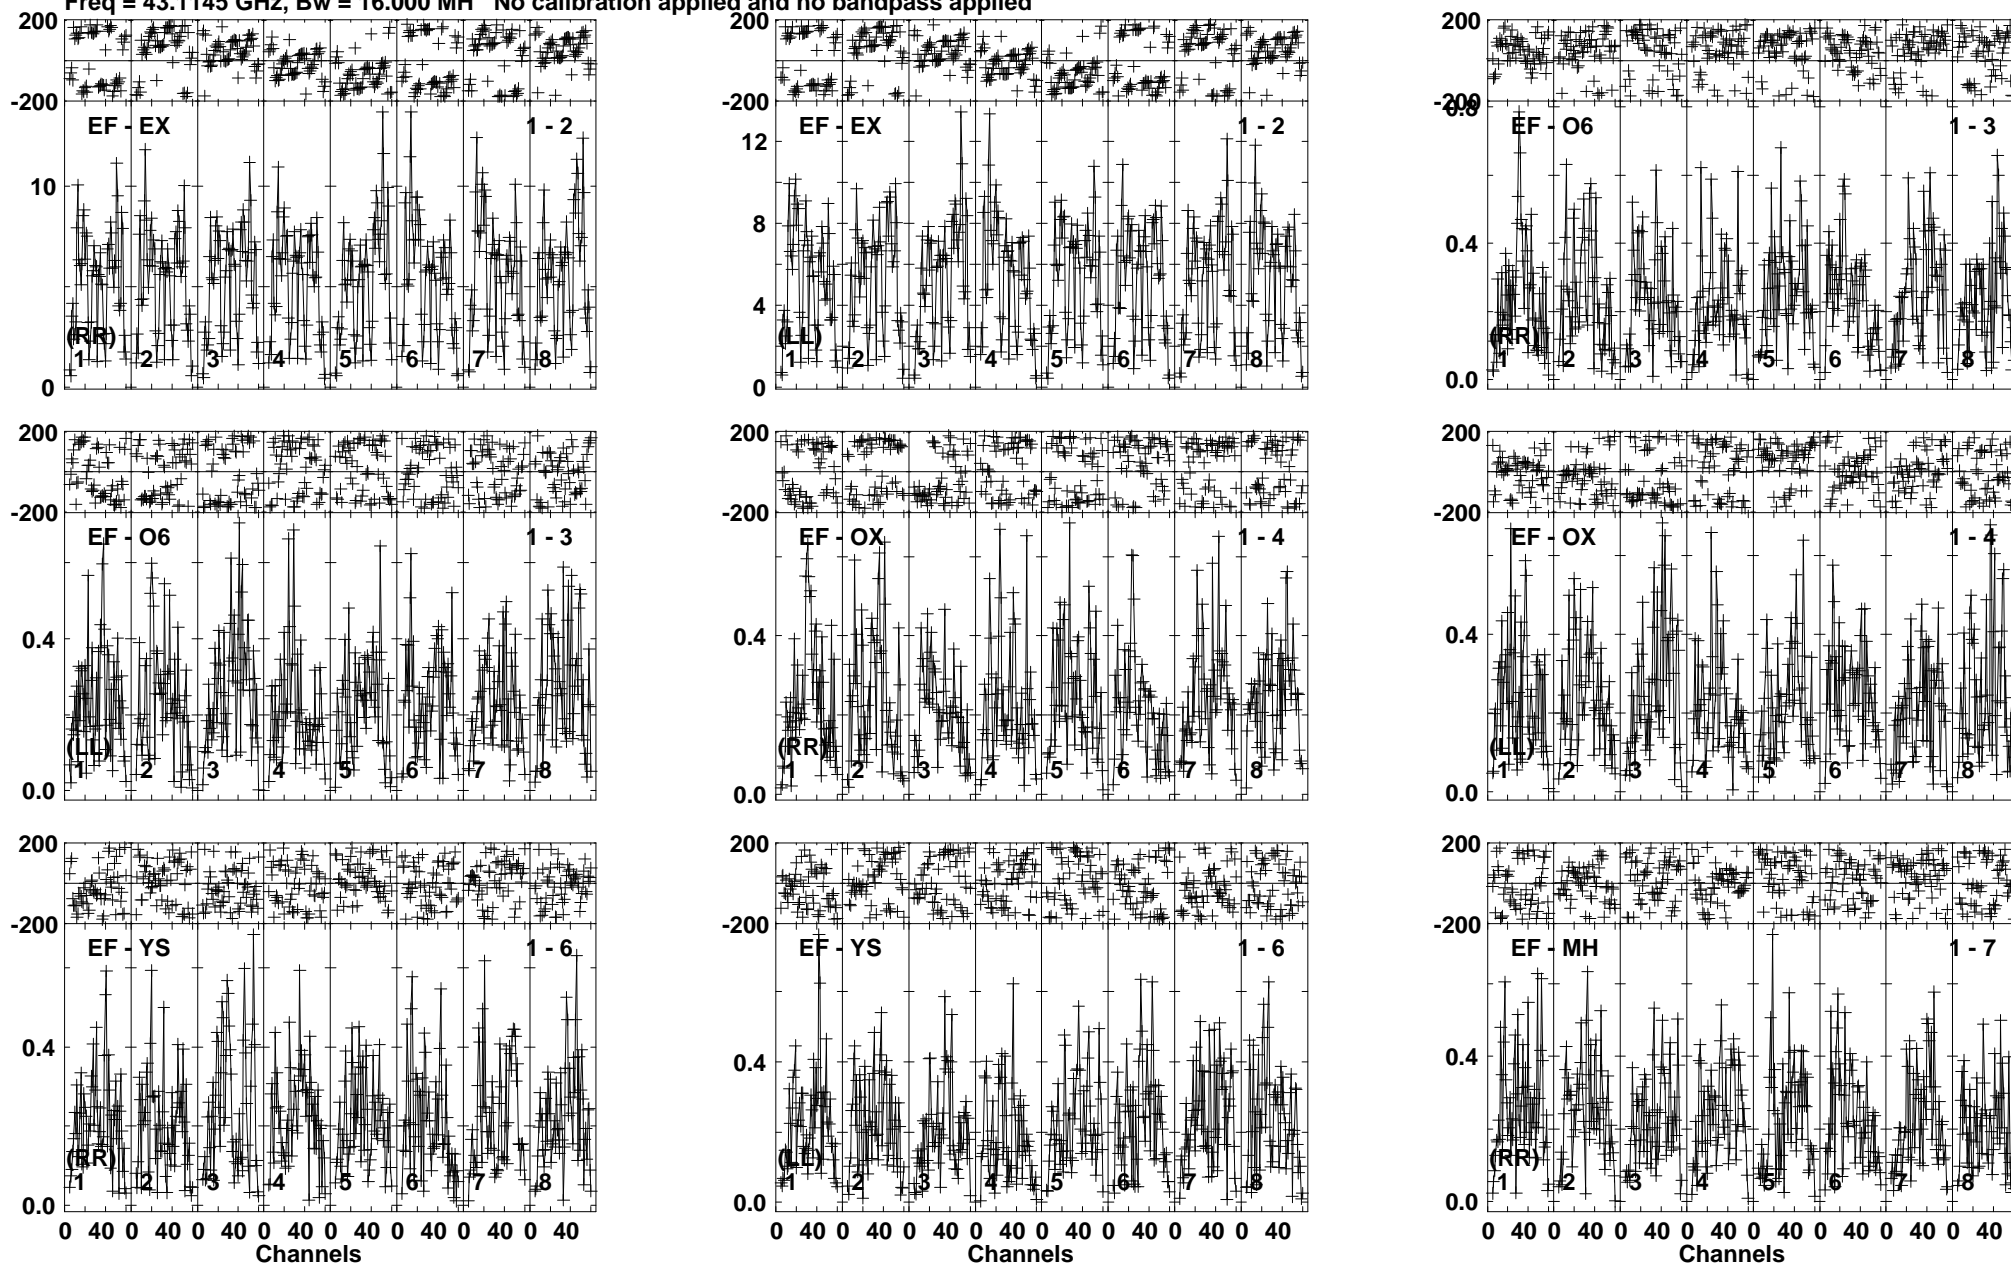 Freq = 43.1145 GHz, Bw = 16.000 MH No calibration applied and no bandpass applied
200
-200
EF - EX 1 - 2
10
0
(RR)
1 2 3 4 5 6 7 8
200
-200
EF - EX 1 - 2
12
8
4
0
(LL)
1 2 3 4 5 6 7 8
200
-200
0.8
EF - O6 1 - 3
0.4
0.0
(RR)
1 2 3 4 5 6 7 8
200
-200
EF - O6 1 - 3
0.4
0.0
(LL)
1 2 3 4 5 6 7 8
200
-200
EF - OX 1 - 4
0.4
0.0
(RR)
1 2 3 4 5 6 7 8
200
-200
EF - OX 1 - 4
0.4
0.0
(LL)
1 2 3 4 5 6 7 8
200
-200
EF - YS 1 - 6
0.4
0.0
(RR)
1 2 3 4 5 6 7 8
0 40 0 40 0 40 0 40 0 40 0 40 0 40 0 40
Channels
200
-200
EF - YS 1 - 6
0.4
0.0
(LL)
1 2 3 4 5 6 7 8
0 40 0 40 0 40 0 40 0 40 0 40 0 40 0 40
Channels
200
-200
EF - MH 1 - 7
0.4
0.0
(RR)
1 2 3 4 5 6 7 8
0 40 0 40 0 40 0 40 0 40 0 40 0 40 0 40
Channels